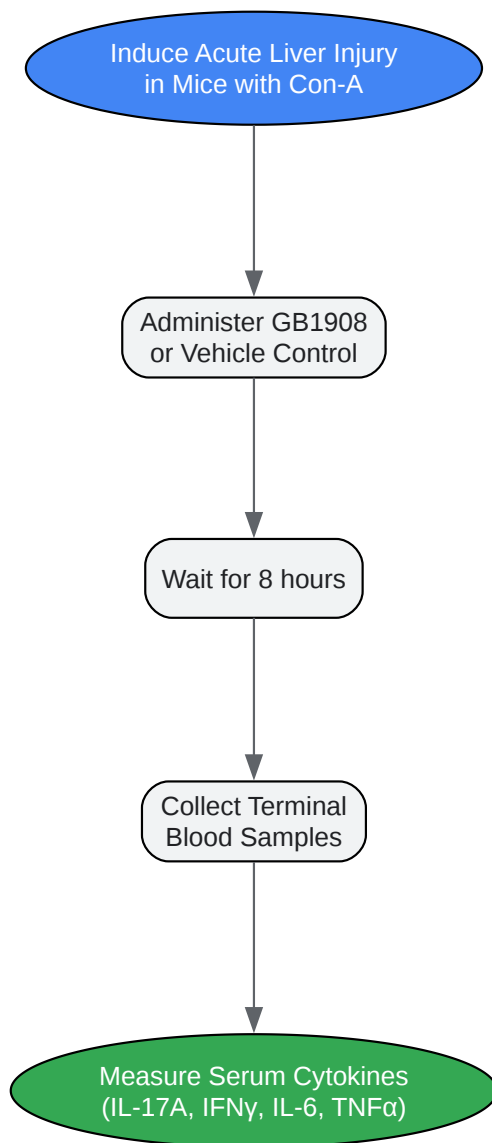 Induce Acute Liver Injury
in Mice with Con-A
Administer GB1908
or Vehicle Control
Wait for 8 hours
Collect Terminal
Blood Samples
Measure Serum Cytokines
(IL-17A, IFNγ, IL-6, TNFα)